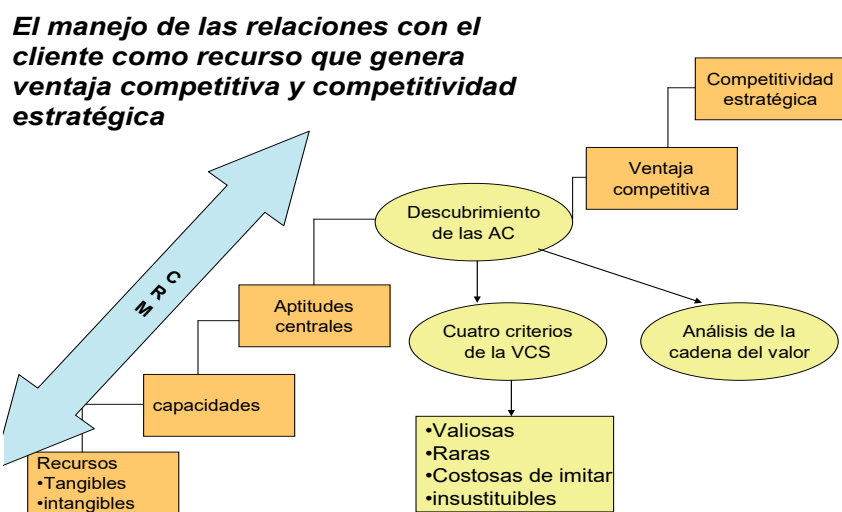 El manejo de las relaciones con el
cliente como recurso que genera
ventaja competitiva y competitividad
estratégica
Competitividad
estratégica
Ventaja
competitiva
Descubrimiento
de las AC
CRM
Aptitudes
centrales
Cuatro criterios
de la VCS
Análisis de la
cadena del valor
capacidades
•Valiosas
•Raras
•Costosas de imitar
•insustituibles
Recursos
•Tangibles
•intangibles